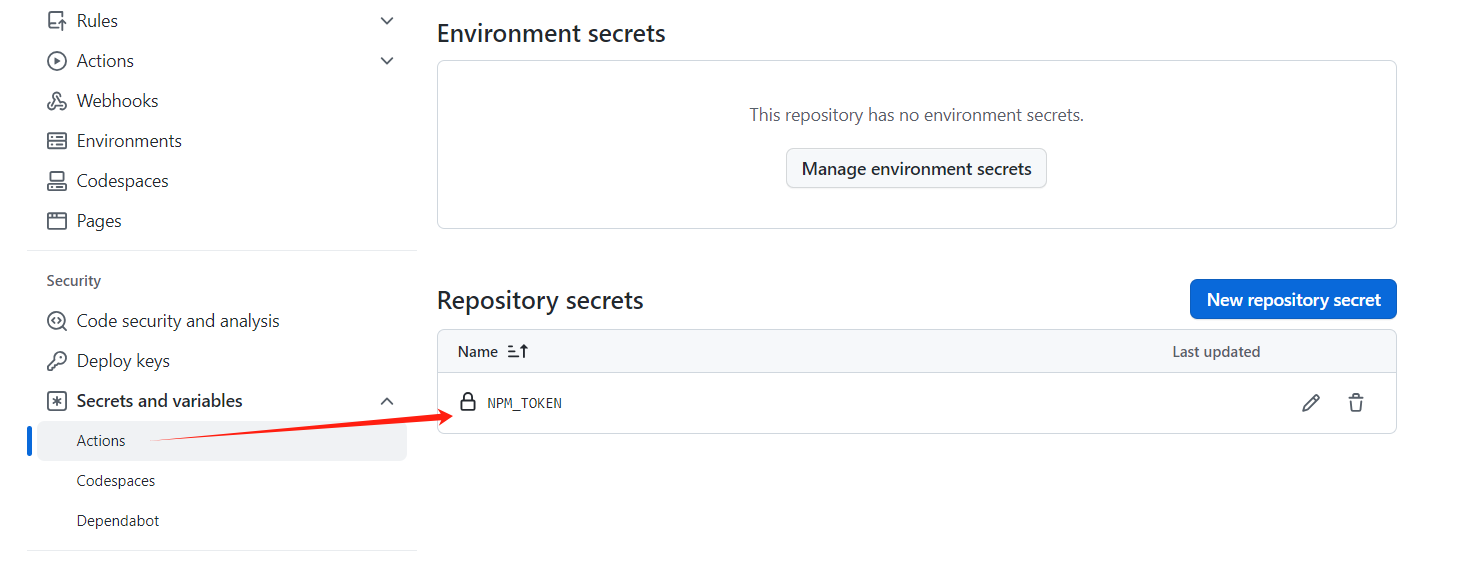 Rules
Actions
Webhooks
Environments
Codespaces
Pages
Security
Code security and analysis
Deploy keys
Secrets and variables
Actions
Codespaces
Dependabot
Environment secrets
This repository has no environment secrets.
Manage environment secrets
Repository secrets
New repository secret
Name
Last updated
NPM_TOKEN